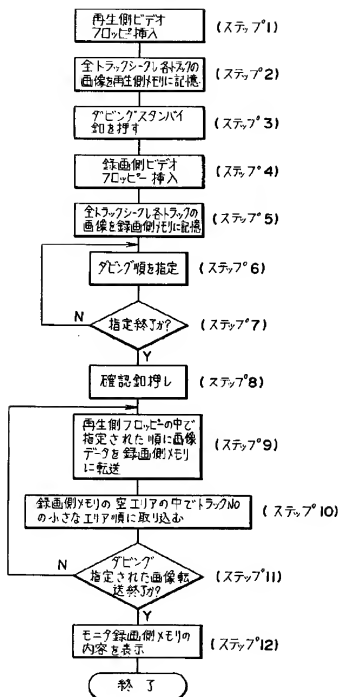 再生側ビデオ
フロッピ挿入
(ステップ1)
全トラックシークし各トラックの
画像を再生側メモリに記憶
(ステップ2)
ダビングスタンバイ
釦を押す
(ステップ3)
録画側ビデオ
フロッピー挿入
(ステップ4)
全トラックシークし各トラックの
画像を録画側メモリに記憶
(ステップ5)
ダビング順を指定
(ステップ6)
N
指定終了か?
(ステップ7)
Y
確認釦押し
(ステップ8)
再生側フロッピーの中で
指定された順に画像
データを録画側メモリ
に転送
(ステップ9)
録画側メモリの空エリアの中でトラックNo
の小さなエリア順に取り込む
(ステップ10)
N
ダビング
指定された画像転
送終了か?
(ステップ11)
Y
モニタ録画側メモリの
内容を表示
(ステップ12)
終了